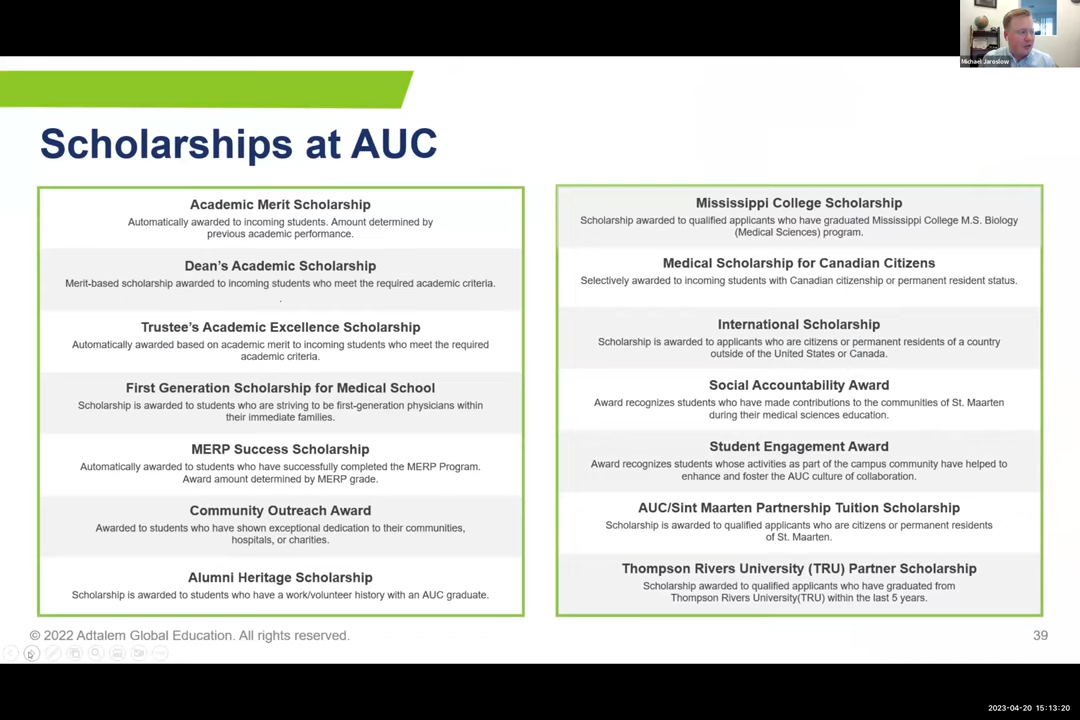 Michael Jaroslow
Scholarships at AUC
Academic Merit Scholarship
Automatically awarded to incoming students. Amount determined by
previous academic performance.
Dean's Academic Scholarship
Merit-based scholarship awarded to incoming students who meet the required academic criteria.
.
Trustee's Academic Excellence Scholarship
Automatically awarded based on academic merit to incoming students who meet the required
academic criteria.
First Generation Scholarship for Medical School
Scholarship is awarded to students who are striving to be first-generation physicians within
their immediate families.
MERP Success Scholarship
Automatically awarded to students who have successfully completed the MERP Program.
Award amount determined by MERP grade.
Community Outreach Award
Awarded to students who have shown exceptional dedication to their communities,
hospitals, or charities.
Alumni Heritage Scholarship
Scholarship is awarded to students who have a work/volunteer history with an AUC graduate.
Mississippi College Scholarship
Scholarship awarded to qualified applicants who have graduated Mississippi College M.S. Biology
(Medical Sciences) program.
Medical Scholarship for Canadian Citizens
Selectively awarded to incoming students with Canadian citizenship or permanent resident status.
International Scholarship
Scholarship is awarded to applicants who are citizens or permanent residents of a country
outside of the United States or Canada.
Social Accountability Award
Award recognizes students who have made contributions to the communities of St. Maarten
during their medical sciences education.
Student Engagement Award
Award recognizes students whose activities as part of the campus community have helped to
enhance and foster the AUC culture of collaboration.
AUC/Sint Maarten Partnership Tuition Scholarship
Scholarship is awarded to qualified applicants who are citizens or permanent residents
of St. Maarten.
Thompson Rivers University (TRU) Partner Scholarship
Scholarship awarded to qualified applicants who have graduated from
Thompson Rivers University(TRU) within the last 5 years.
© 2022 Adtalem Global Education. All rights reserved.
39
2023-04-20 15:13:20